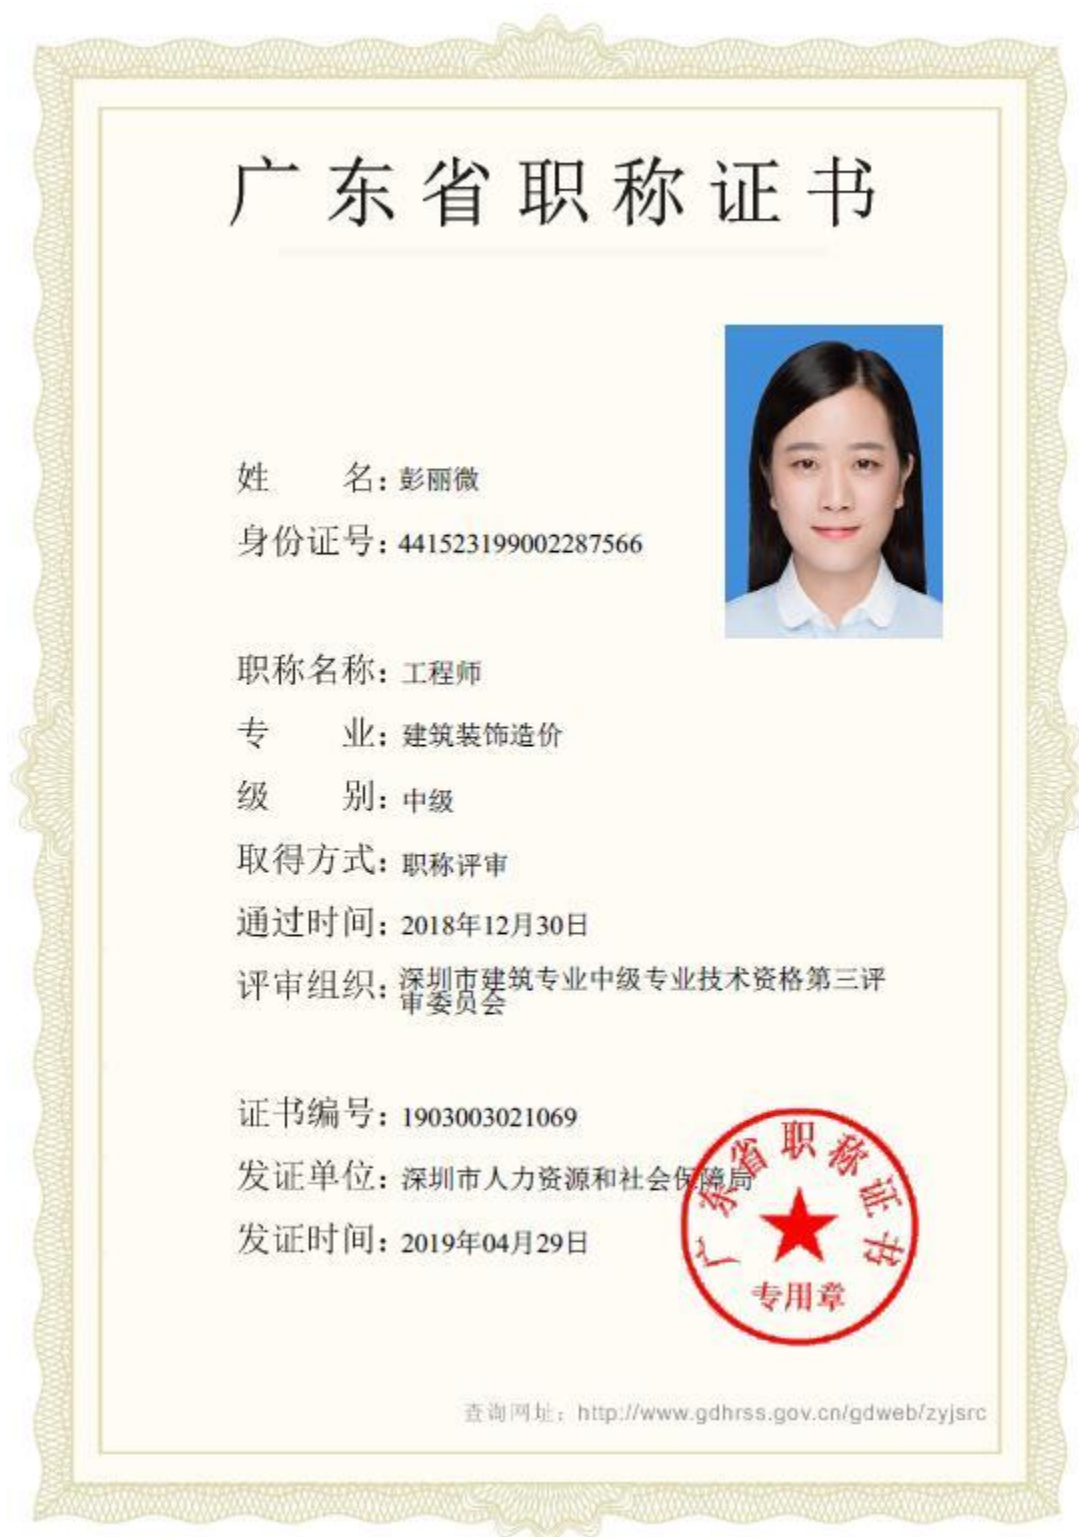 广东省职称证书
姓 名：彭丽微
身份证号：441523199002287566
职称名称：工程师
专 业：建筑装饰造价
级 别：中级
取得方式：职称评审
通过时间：2018年12月30日
评审组织：深圳市建筑专业中级专业技术资格第三评
审委员会
证书编号：1903003021069
发证单位：深圳市人力资源和社会保障局
发证时间：2019年04月29日
广东省职称证书
专用章
查询网址：http://www.gdhrss.gov.cn/gdweb/zyjsrc